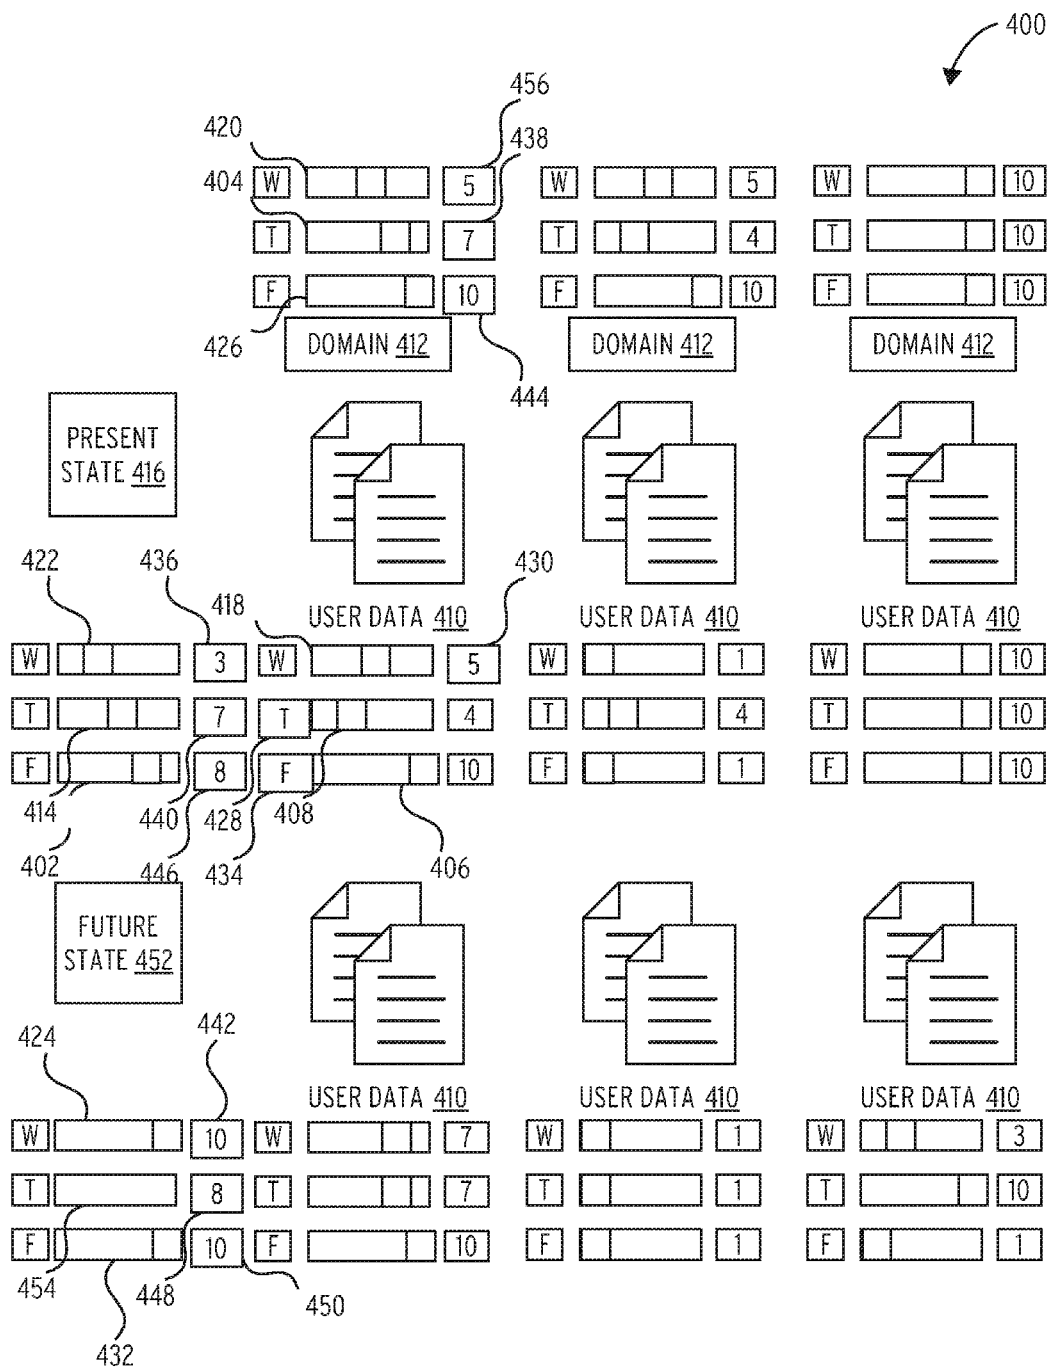 400
456
420
438
404
W 5 W 5 W 10
T 7 T 4 T 10
F 10 F 10 F 10
426
DOMAIN 412 DOMAIN 412 DOMAIN 412
444
PRESENT
STATE 416
422 436 430
418
USER DATA 410 USER DATA 410 USER DATA 410
W 3 W 5 W 1 W 10
T 7 T 4 T 4 T 10
F 8 F 10 F 1 F 10
414 440 428 408
402 446 434 406
FUTURE
STATE 452
424 442
USER DATA 410 USER DATA 410 USER DATA 410
W 10 W 7 W 1 W 3
T 8 T 7 T 1 T 10
F 10 F 10 F 1 F 1
454 448 450
432